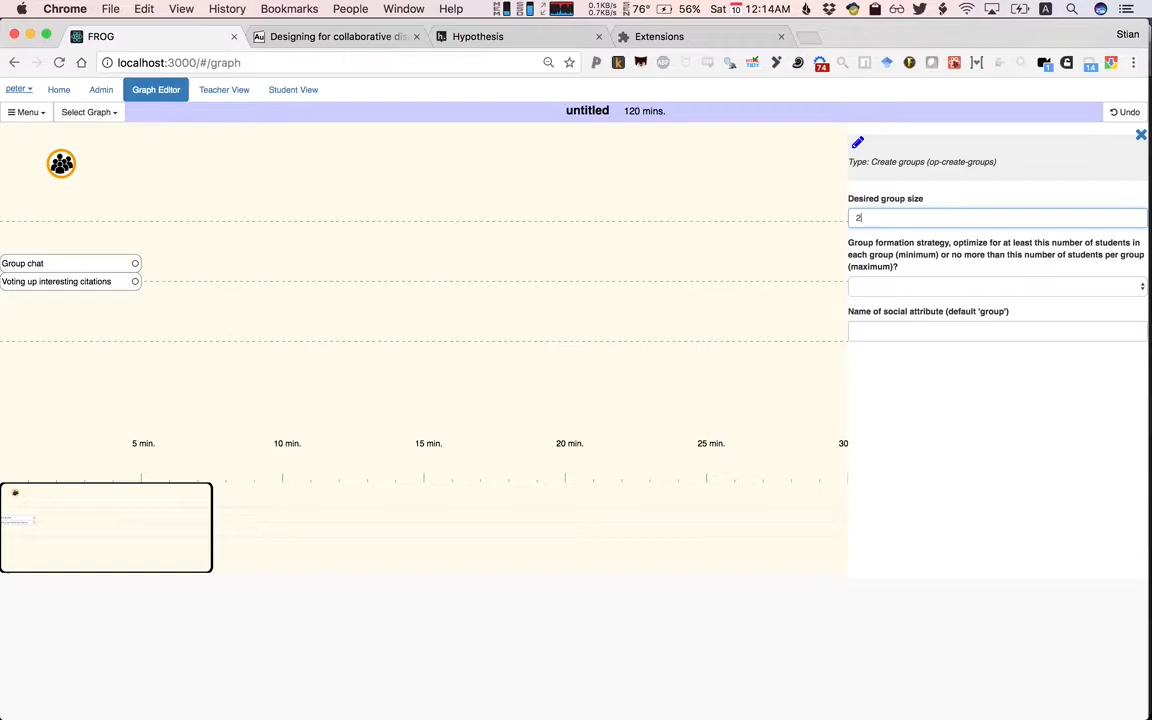 Chrome File Edit View History Bookmarks People Window Help 0.1KB/s 0.7KB/s 76° 56% Sat 10 12:14AM
FROG Designing for collaborative dis Hypothesis Extensions Stian
localhost:3000/#/graph 74 1 14
peter Home Admin Graph Editor Teacher View Student View
Menu Select Graph untitled 120 mins. Undo
Type: Create groups (op-create-groups)
Desired group size
2
Group formation strategy, optimize for at least this number of students in
each group (minimum) or no more than this number of students per group
(maximum)?
Name of social attribute (default 'group')
Group chat
Voting up interesting citations
5 min. 10 min. 15 min. 20 min. 25 min. 30